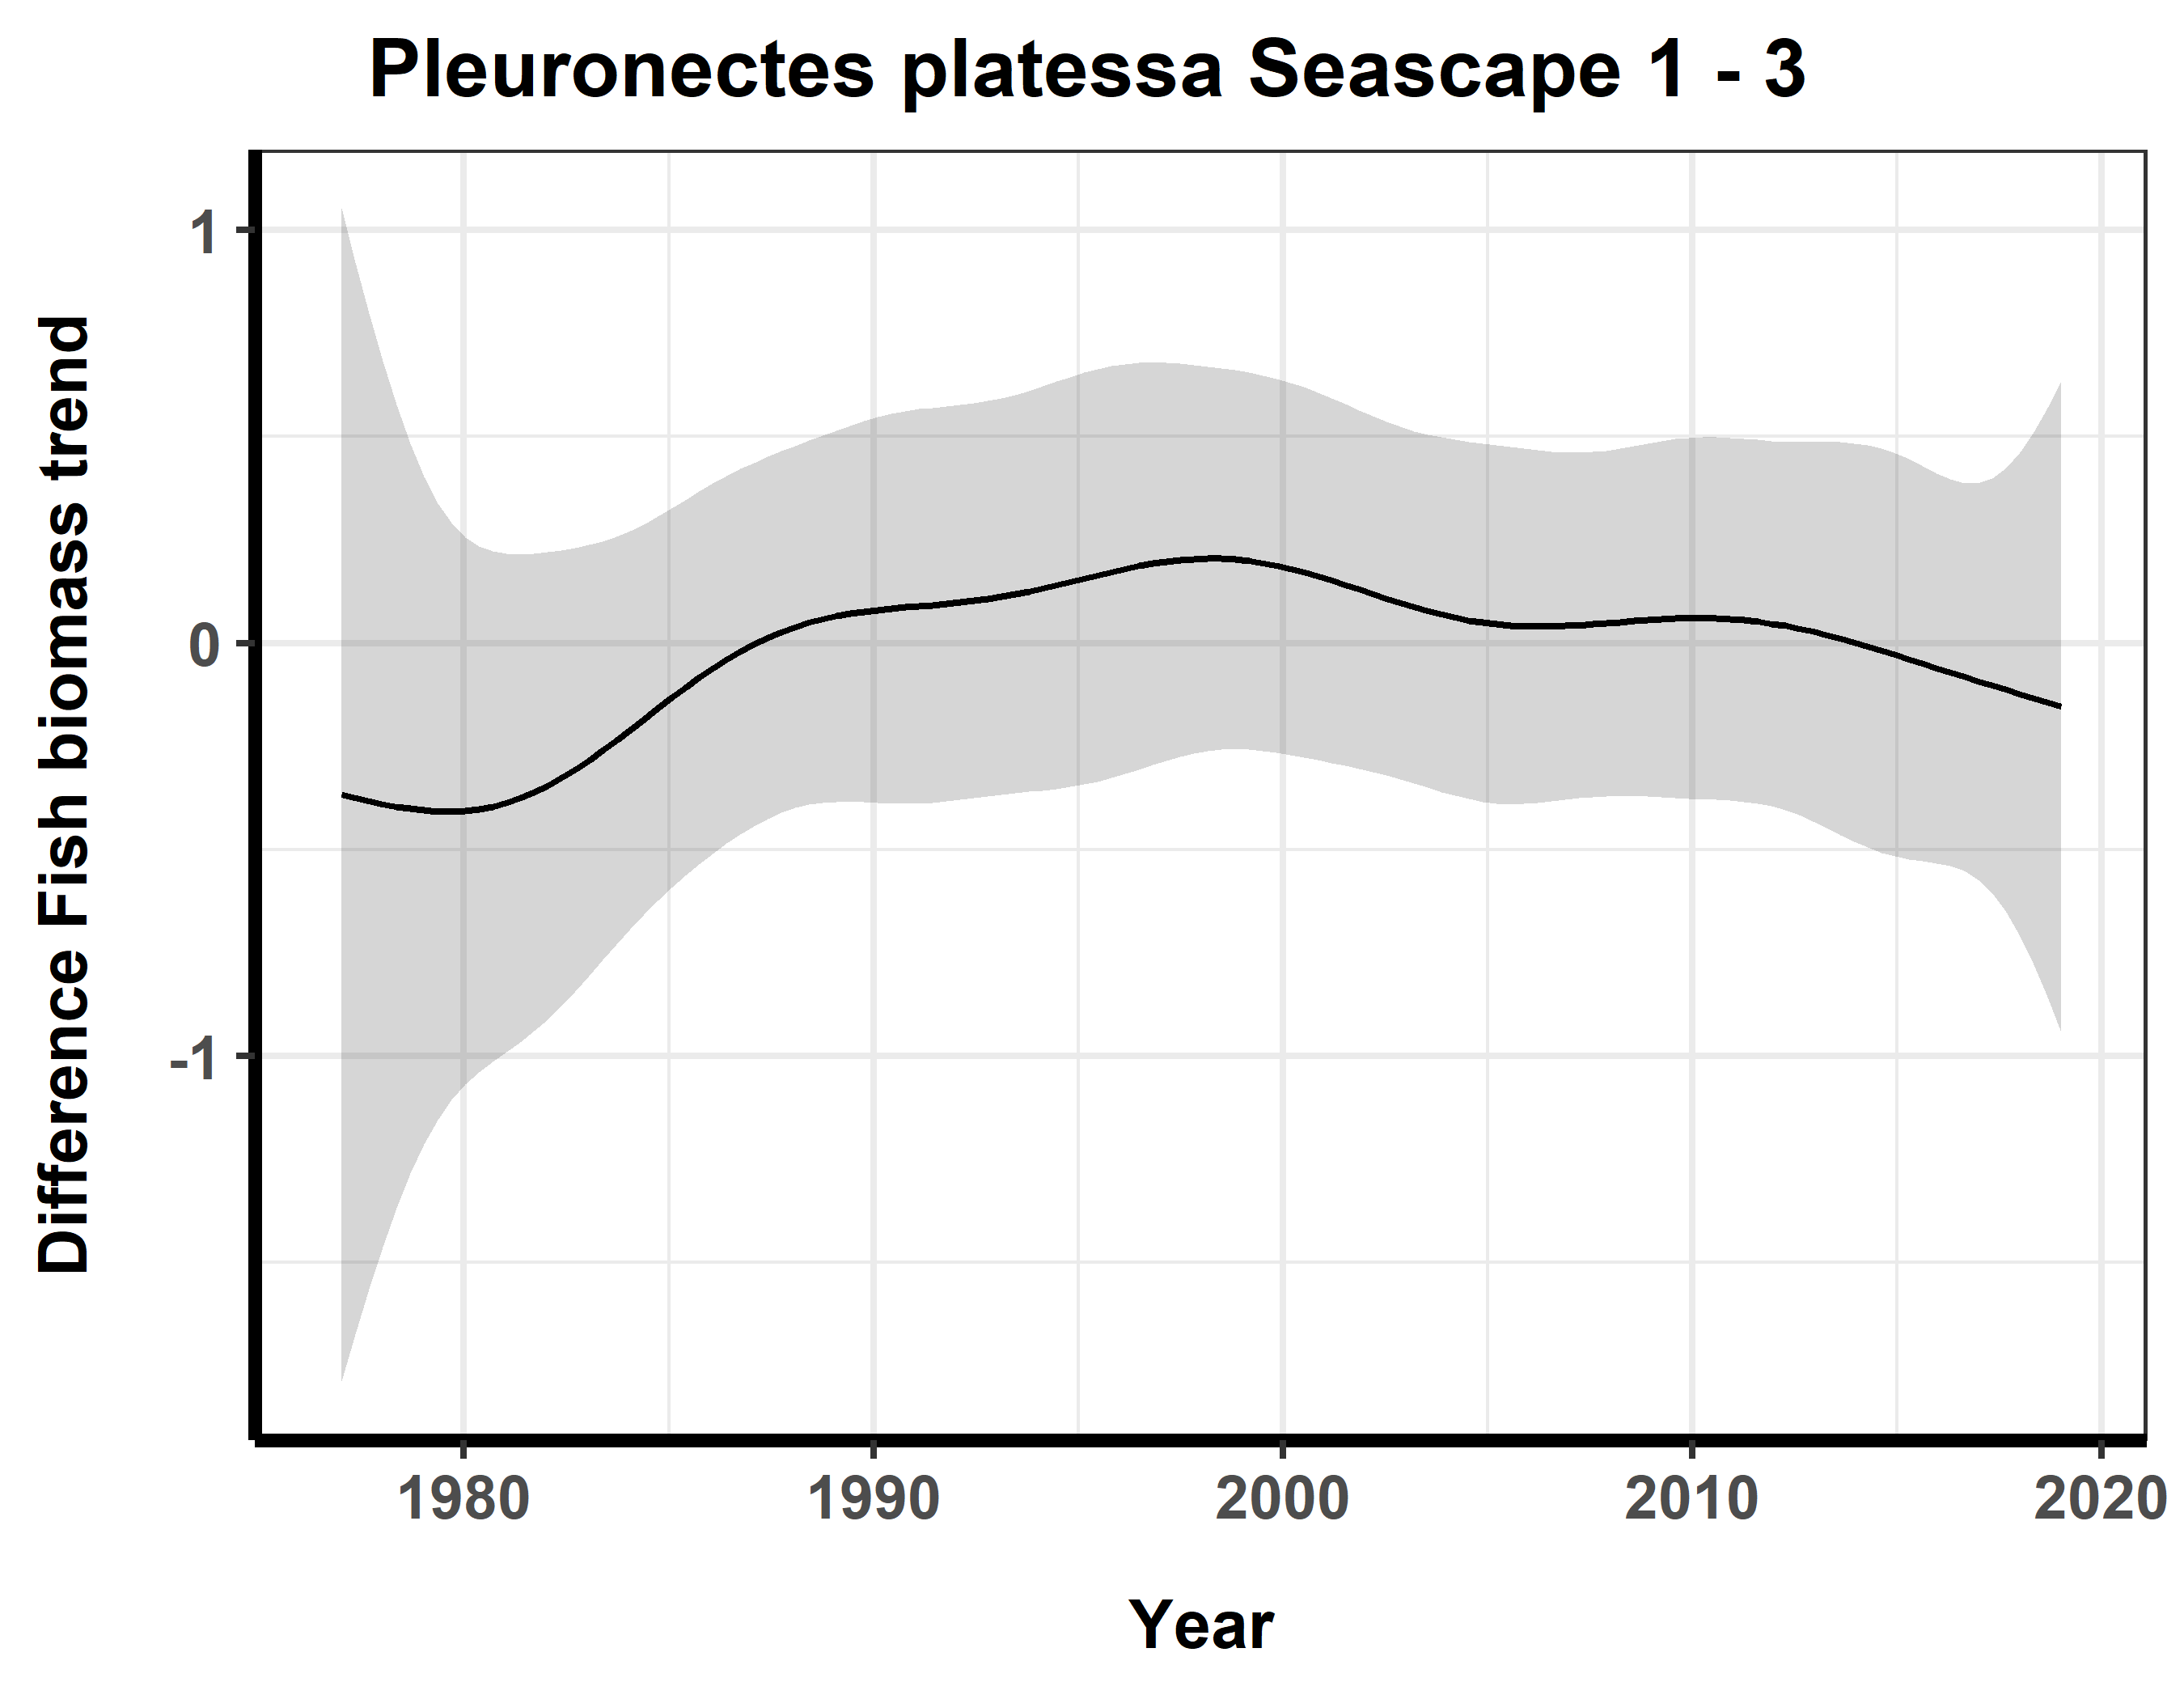 Pleuronectes platessa Seascape 1 - 3
Difference Fish biomass trend
1
0
-1
1980 1990 2000 2010 2020
Year